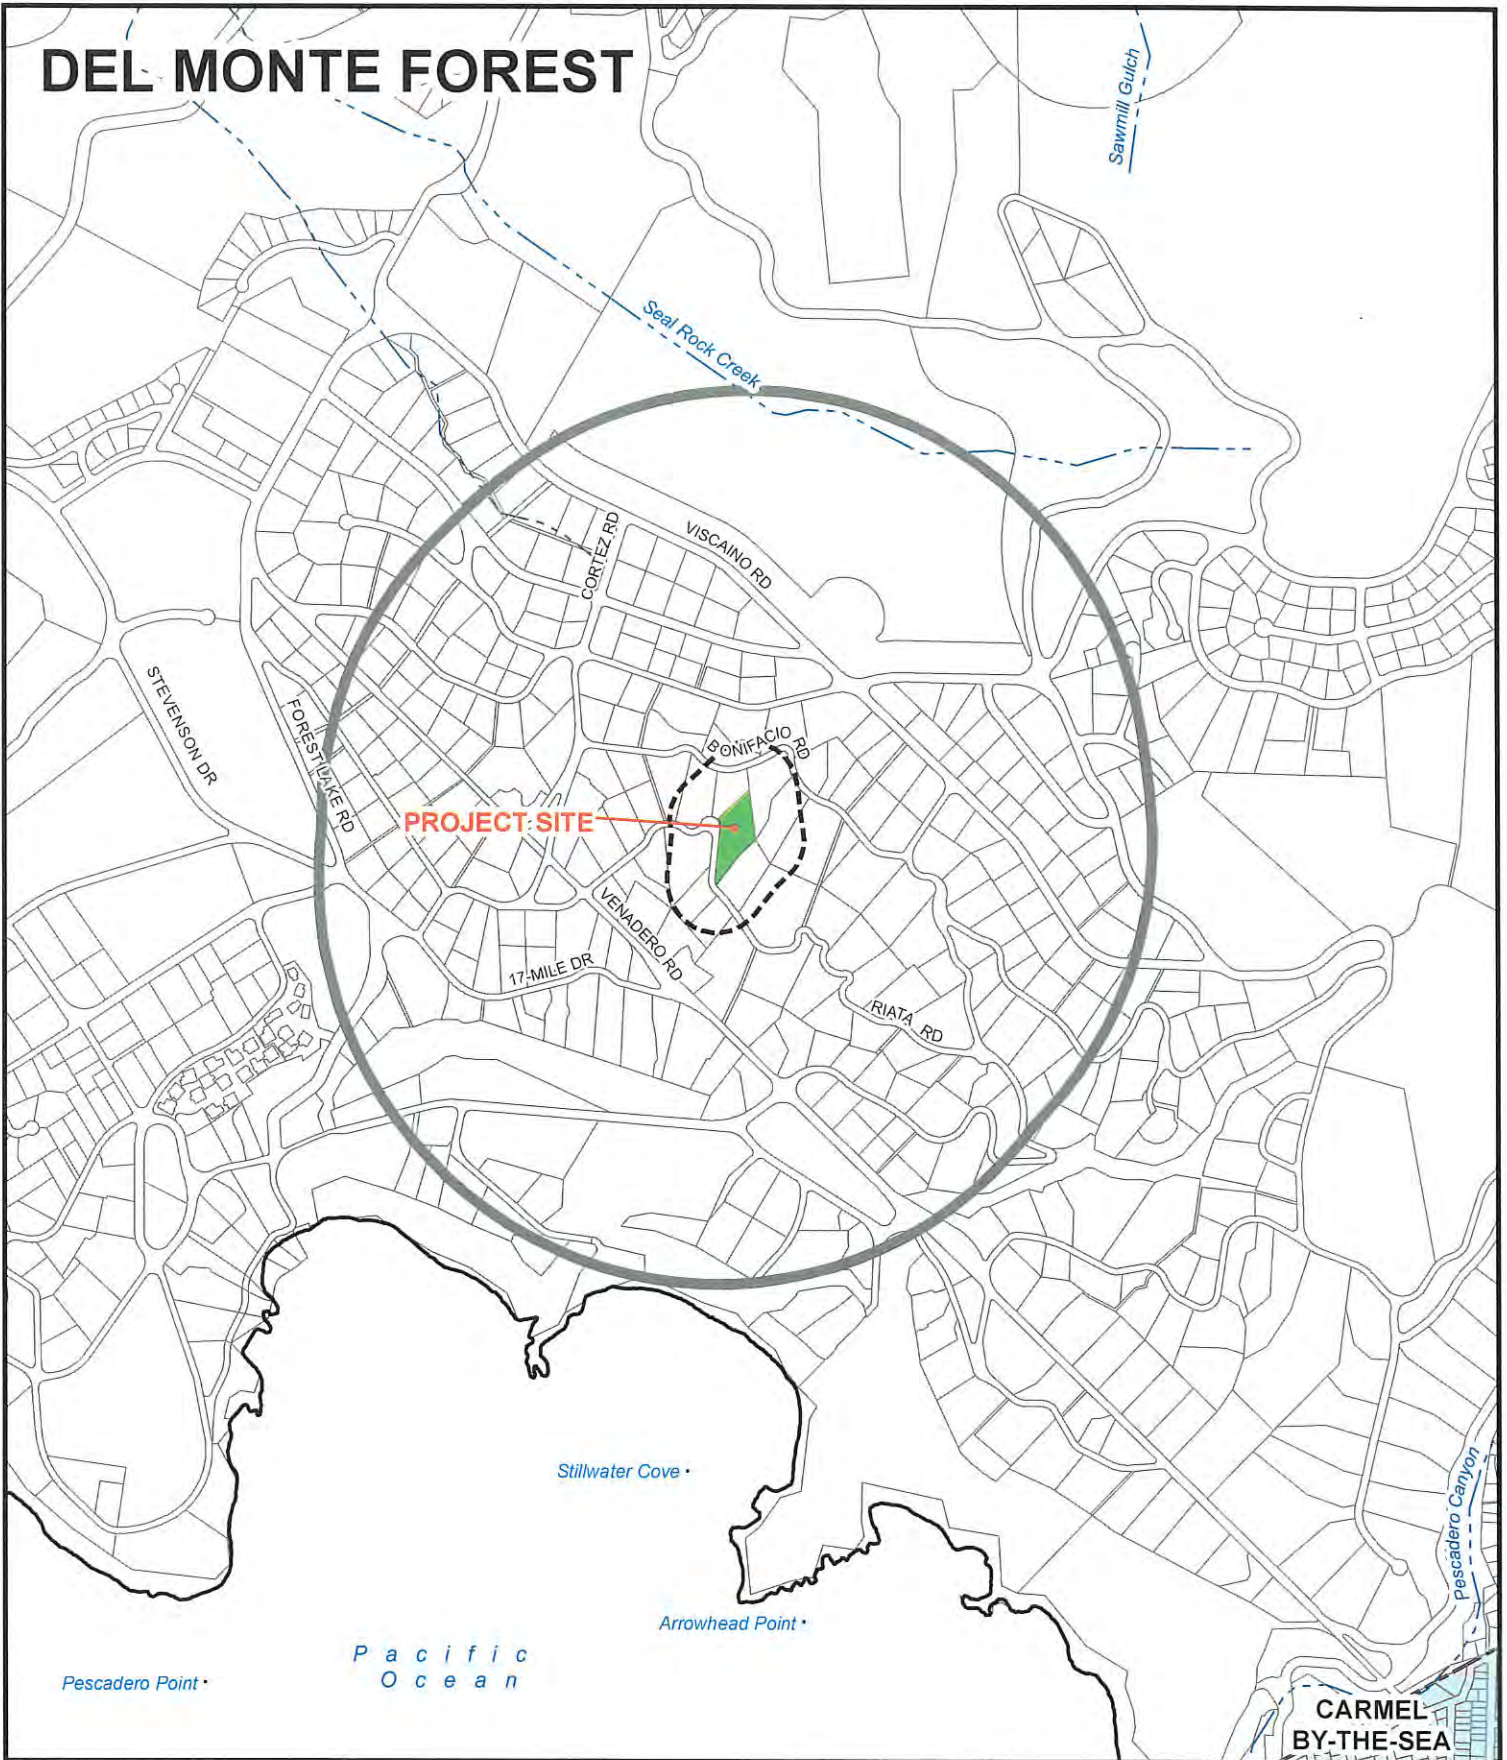 DEL MONTE FOREST
Sawmill Gulch
Seal Rock Creek
CORTEZ RD
VISCAINO RD
STEVENSON DR
FOREST LAKE RD
BONIFACIO RD
PROJECT SITE
VENADERO RD
17-MILE DR
RIATA RD
Stillwater Cove
Pescadero Canyon
Arrowhead Point
Pacific
Ocean
Pescadero Point
CARMEL
BY-THE-SEA